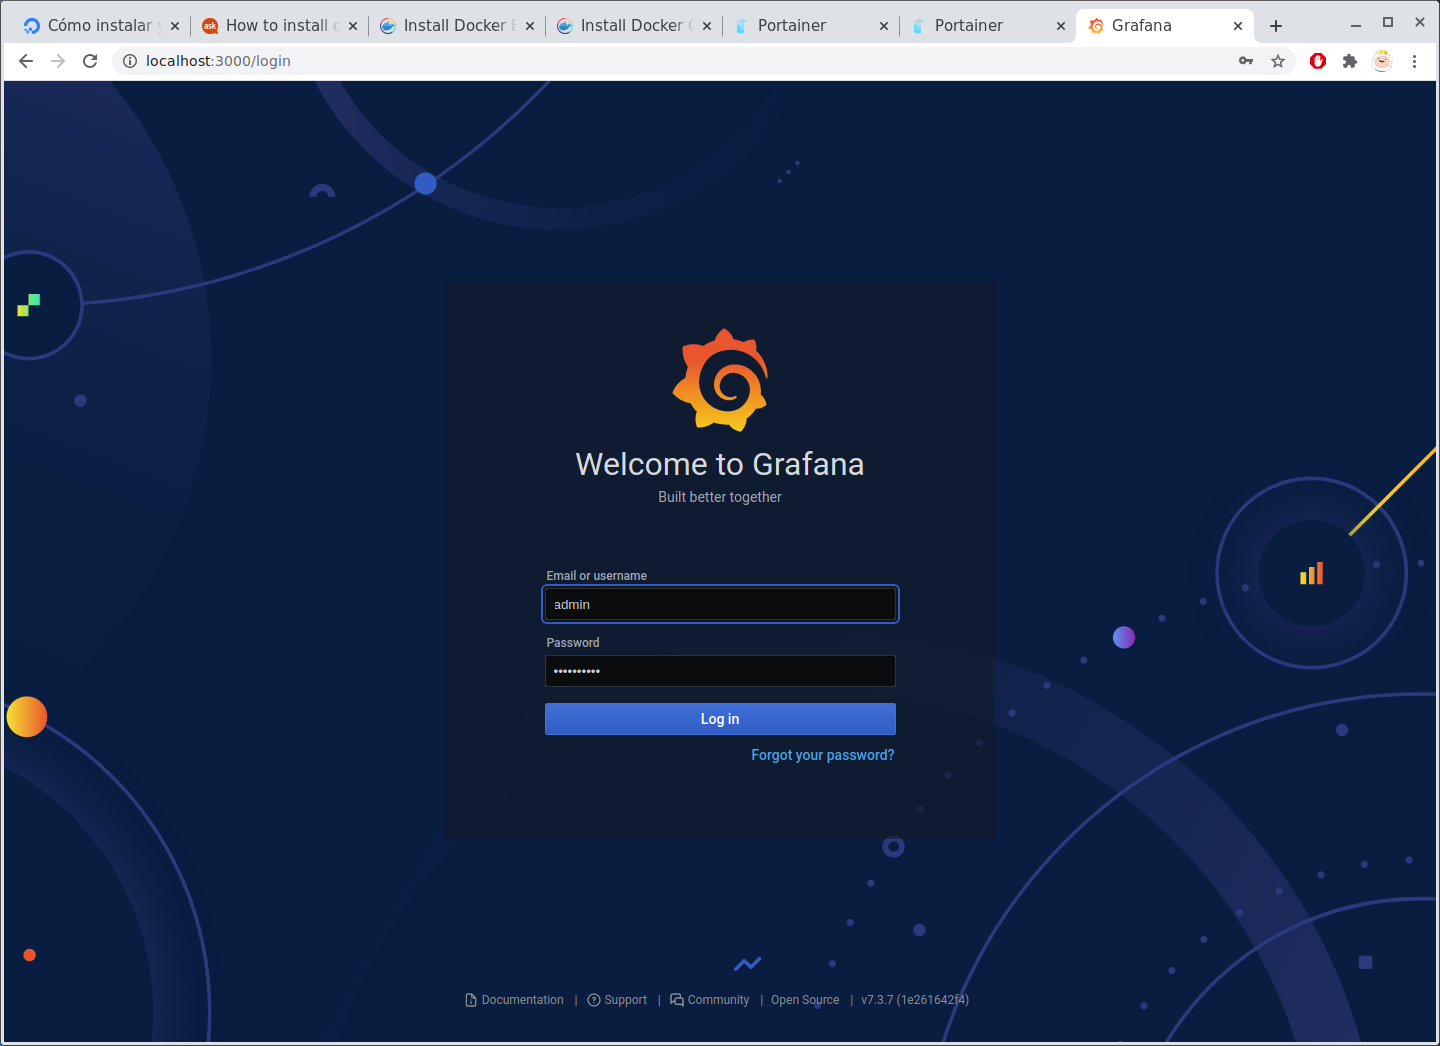 Cómo instalar y
How to install d
Install Docker E
Install Docker C
Portainer
Portainer
Grafana
localhost:3000/login
Welcome to Grafana
Built better together
Email or username
admin
Password
••••••••••
Log in
Forgot your password?
Documentation | Support | Community | Open Source | v7.3.7 (1e261642f4)